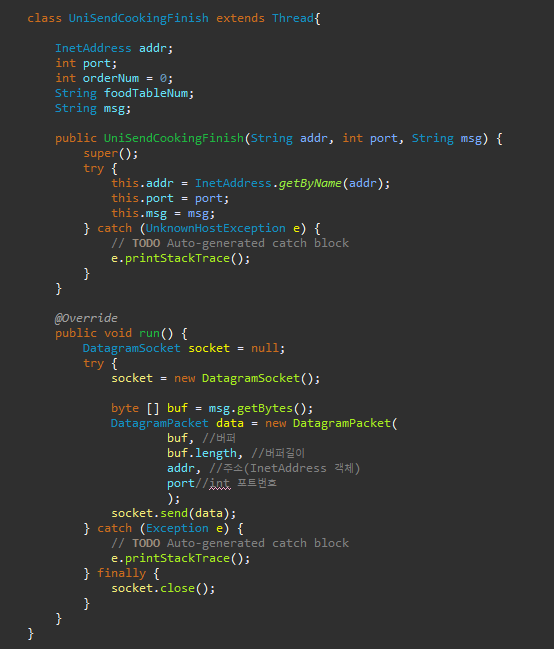 class UniSendCookingFinish extends Thread{
InetAddress addr;
int port;
int orderNum = 0;
String foodTableNum;
String msg;
public UniSendCookingFinish(String addr, int port, String msg) {
super();
try {
this.addr = InetAddress.getByName(addr);
this.port = port;
this.msg = msg;
} catch (UnknownHostException e) {
// TODO Auto-generated catch block
e.printStackTrace();
}
}
@Override
public void run() {
DatagramSocket socket = null;
try {
socket = new DatagramSocket();
byte [] buf = msg.getBytes();
DatagramPacket data = new DatagramPacket(
buf, //버퍼
buf.length, //버퍼길이
addr, //주소(InetAddress 객체)
port//int 포트번호
);
socket.send(data);
} catch (Exception e) {
// TODO Auto-generated catch block
e.printStackTrace();
} finally {
socket.close();
}
}
}